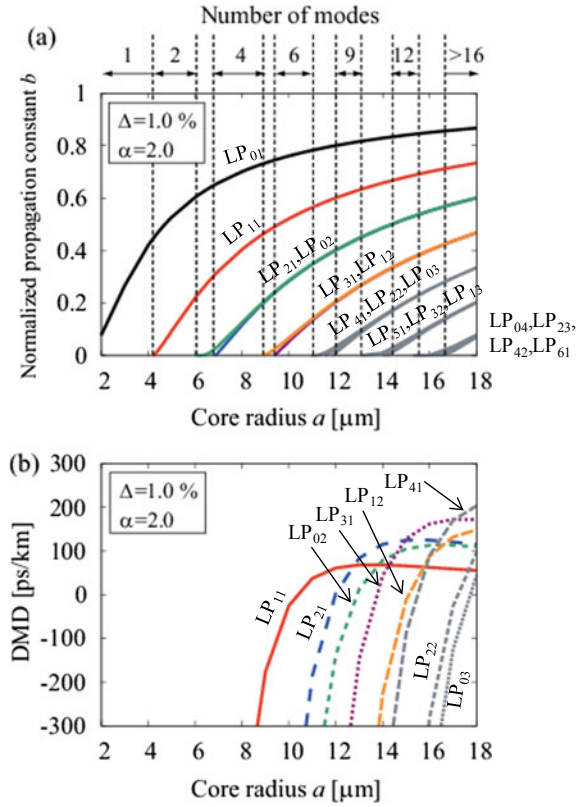 Number of modes
(a)
1 2 4 6 9 12 >16
Normalized propagation constant b
1
0.8
0.6
0.4
0.2
0
Δ=1.0 %
α=2.0
LP01
LP11
LP21,LP02
LP31,LP12
LP41,LP22,LP03
LP51,LP32,LP13
LP04,LP23,
LP42,LP61
2 4 6 8 10 12 14 16 18
Core radius a [μm]
(b)
DMD [ps/km]
300
200
100
0
-100
-200
-300
Δ=1.0 %
α=2.0
LP41
LP12
LP31
LP02
LP11
LP21
LP22
LP03
2 4 6 8 10 12 14 16 18
Core radius a [μm]